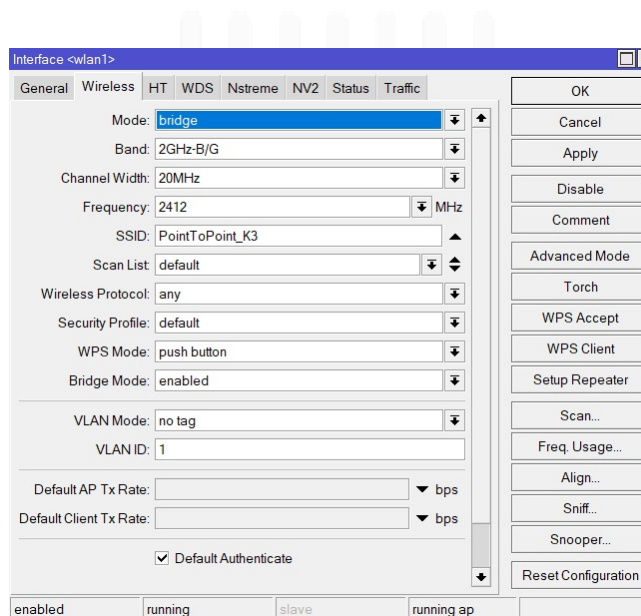 Interface <wlan1>
General Wireless HT WDS Nstreme NV2 Status Traffic
Mode: bridge
Band: 2GHz-B/G
Channel Width: 20MHz
Frequency: 2412 MHz
SSID: PointToPoint_K3
Scan List: default
Wireless Protocol: any
Security Profile: default
WPS Mode: push button
Bridge Mode: enabled
VLAN Mode: no tag
VLAN ID: 1
Default AP Tx Rate: bps
Default Client Tx Rate: bps
Default Authenticate
OK
Cancel
Apply
Disable
Comment
Advanced Mode
Torch
WPS Accept
WPS Client
Setup Repeater
Scan...
Freq. Usage...
Align...
Sniff...
Snooper...
Reset Configuration
enabled running slave running ap